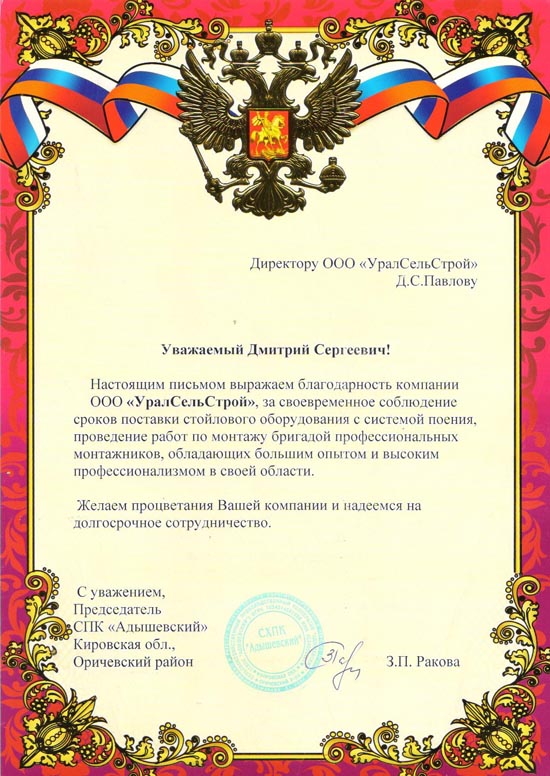 Директору ООО «УралСельСтрой»
Д.С.Павлову
Уважаемый Дмитрий Сергеевич!
Настоящим письмом выражаем благодарность компании
ООО «УралСельСтрой», за своевременное соблюдение
сроков поставки стойлового оборудования с системой поения,
проведение работ по монтажу бригадой профессиональных
монтажников, обладающих большим опытом и высоким
профессионализмом в своей области.
Желаем процветания Вашей компании и надеемся на
долгосрочное сотрудничество.
С уважением,
Председатель
СПК «Адышевский»
Кировская обл.,
Оричевский район
СХПК
"Адышевский"
З.П. Ракова